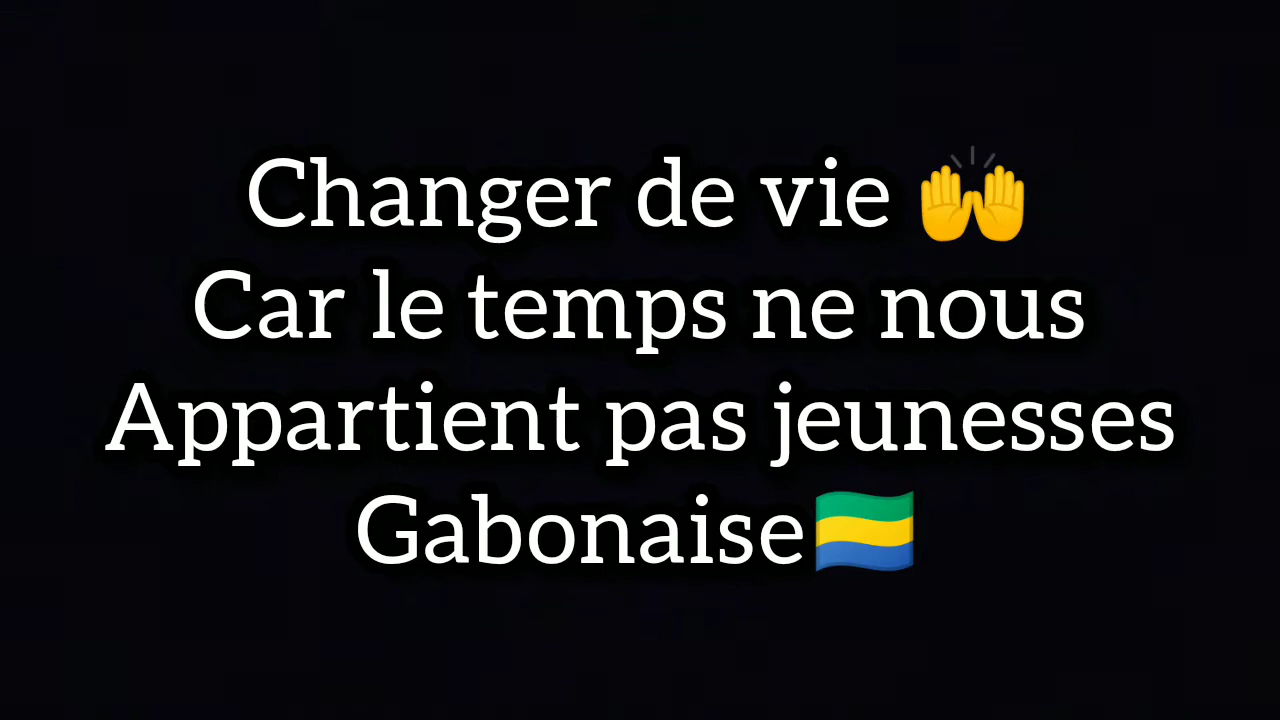 Changer de vie 🙌
Car le temps ne nous
Appartient pas jeunesses
Gabonaise🇬🇦